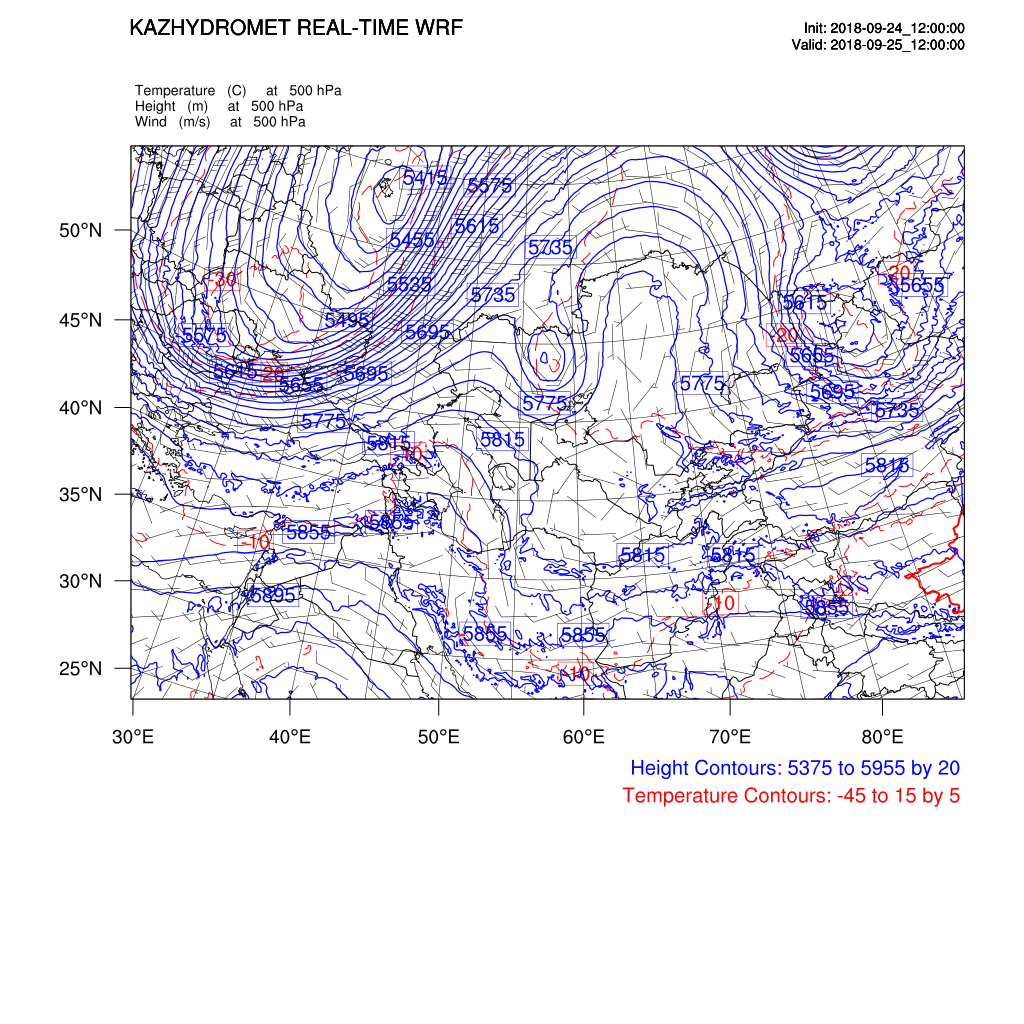 KAZHYDROMET REAL-TIME WRF
Init: 2018-09-24_12:00:00
Valid: 2018-09-25_12:00:00
Temperature (C) at 500 hPa
Height (m) at 500 hPa
Wind (m/s) at 500 hPa
5415
5575
5615
50°N
5455
5735
-30
20
5535
5735
5655
5615
45°N
5495
5575
5695
-20
5655
5615
-20
5695
5655
5775
5695
40°N
5775
5735
5775
5815
5815
-10
5815
35°N
5855
5855
-10
5815
5815
30°N
5895
-10
5855
5855
5855
25°N
-10
30°E 40°E 50°E 60°E 70°E 80°E
Height Contours: 5375 to 5955 by 20
Temperature Contours: -45 to 15 by 5